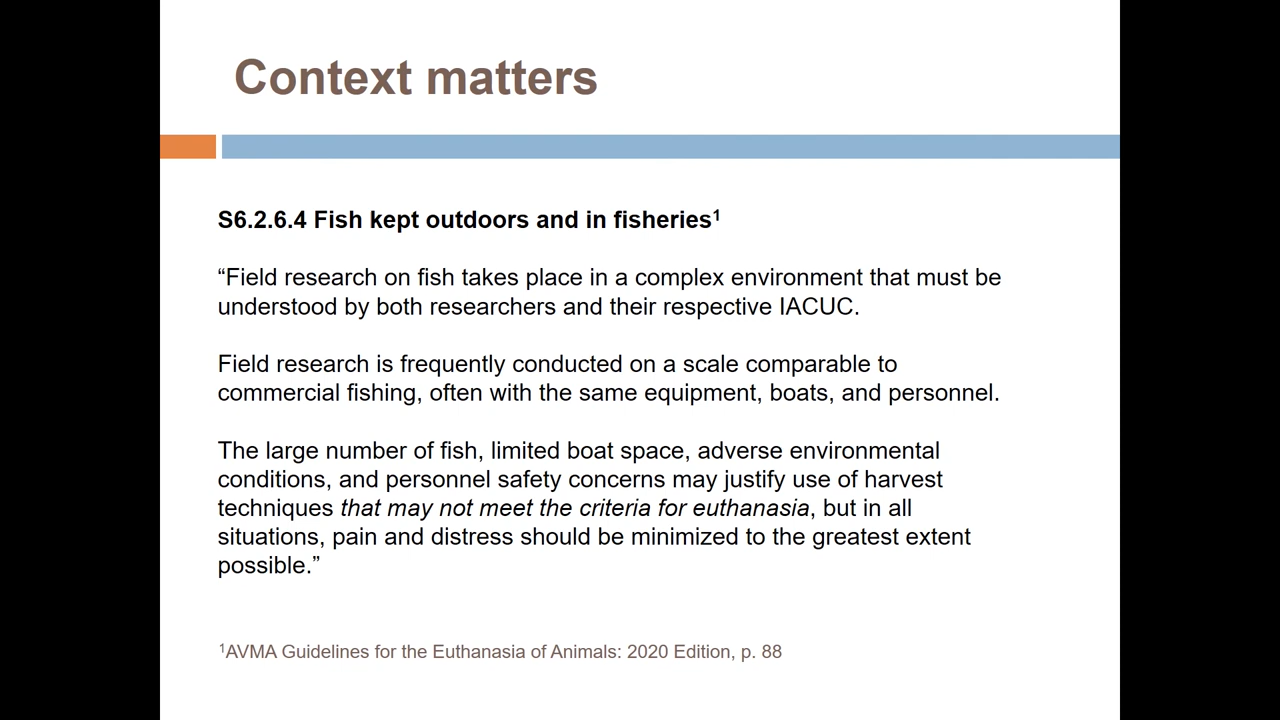 Context matters
S6.2.6.4 Fish kept outdoors and in fisheries¹
“Field research on fish takes place in a complex environment that must be
understood by both researchers and their respective IACUC.
Field research is frequently conducted on a scale comparable to
commercial fishing, often with the same equipment, boats, and personnel.
The large number of fish, limited boat space, adverse environmental
conditions, and personnel safety concerns may justify use of harvest
techniques that may not meet the criteria for euthanasia, but in all
situations, pain and distress should be minimized to the greatest extent
possible.”
¹AVMA Guidelines for the Euthanasia of Animals: 2020 Edition, p. 88